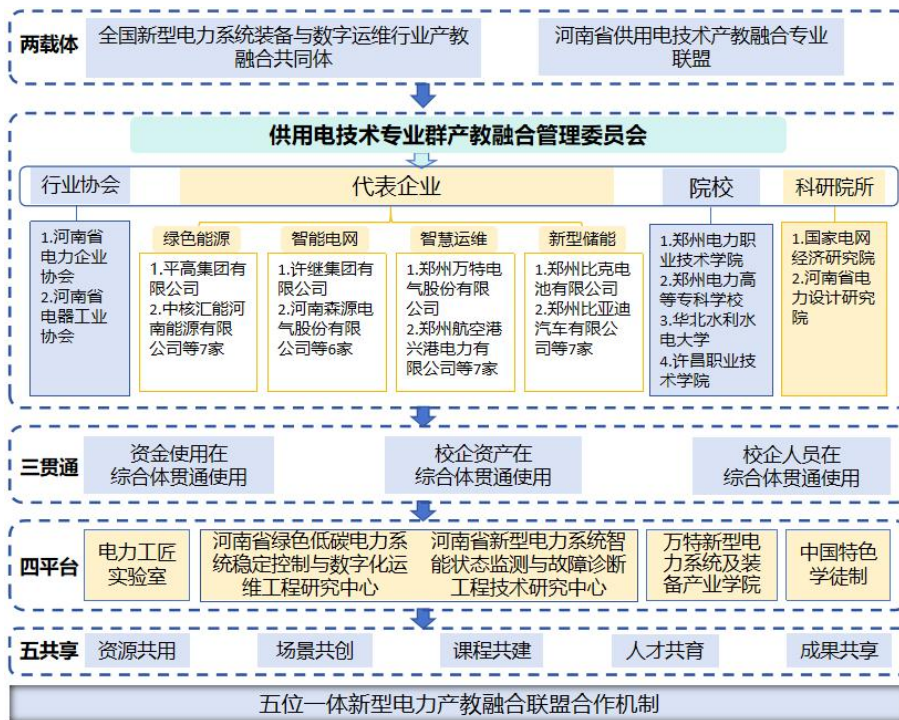 两载体
全国新型电力系统装备与数字运维行业产教
融合共同体
河南省供用电技术产教融合专业
联盟
供用电技术专业群产教融合管理委员会
行业协会
代表企业
院校
科研院所
1.河南省
电力企业
协会
2.河南省
电器工业
协会
绿色能源
1.平高集团有
限公司
2.中核汇能河
南能源有限
公司等7家
智能电网
1.许继集团有
限公司
2.河南森源电
气股份有限
公司等6家
智慧运维
1.郑州万特电
气股份有限
公司
2.郑州航空港
兴港电力有
限公司等7家
新型储能
1.郑州比克电
池有限公司
2.郑州比亚迪
汽车有限公
司等7家
1.郑州电力职
业技术学院
2.郑州电力高
等专科学校
3.华北水利水
电大学
4.许昌职业技
术学院
1.国家电网
经济研究院
2.河南省电
力设计研究
院
三贯通
资金使用在
综合体贯通使用
校企资产在
综合体贯通使用
校企人员在
综合体贯通使用
四平台
电力工匠
实验室
河南省绿色低碳电力系
统稳定控制与数字化运
维工程研究中心
河南省新型电力系统智
能状态监测与故障诊断
工程技术研究中心
万特新型电
力系统及装
备产业学院
中国特色
学徒制
五共享
资源共用
场景共创
课程共建
人才共育
成果共享
五位一体新型电力产教融合联盟合作机制